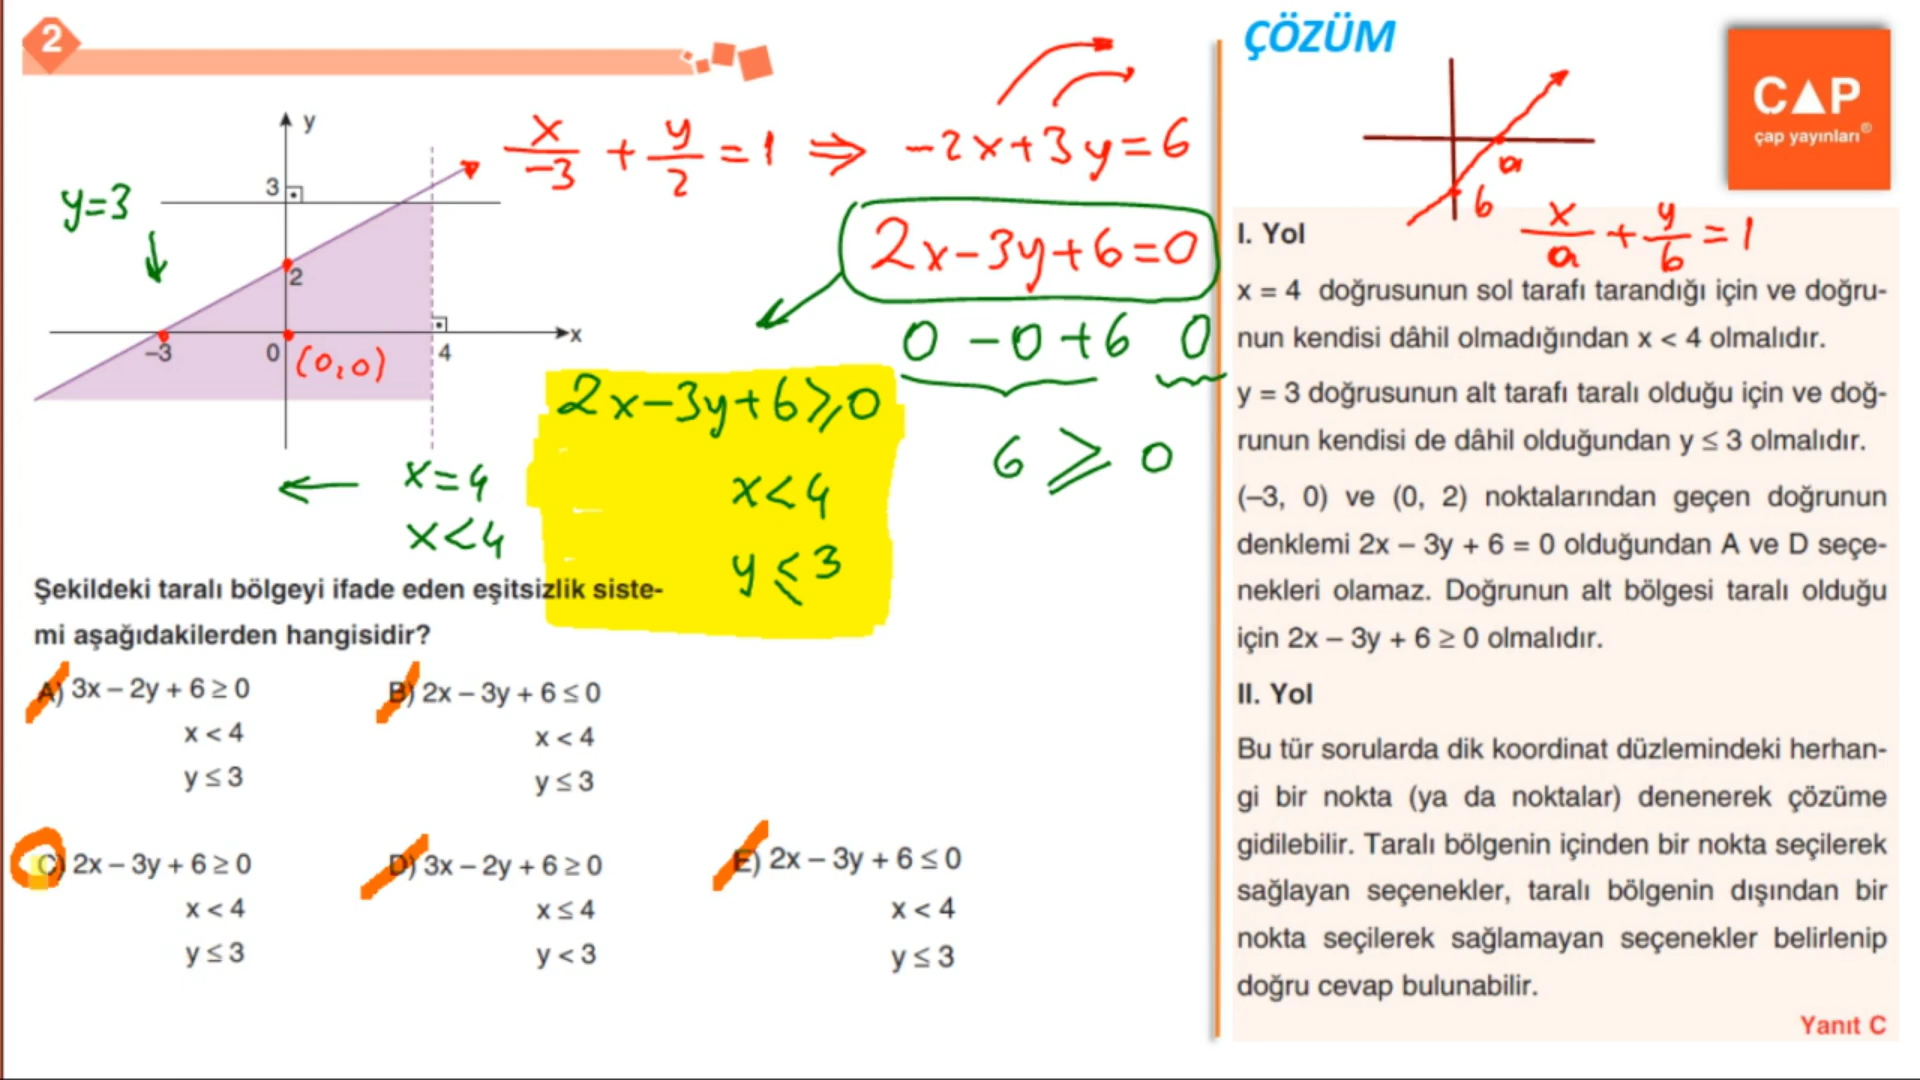 2
ÇÖZÜM
CAP
çap yayınları®
y
3
2
-3
0
4
x
y=3
(0,0)
x/-3 + y/2 = 1 ⇒ -2x+3y=6
2x-3y+6=0
0 -0+6 0
6 ⩾ 0
2x-3y+6⩾0
x<4
y⩽3
x=4
x<4
a
b
x/a + y/b = 1
Şekildeki taralı bölgeyi ifade eden eşitsizlik siste-
mi aşağıdakilerden hangisidir?
A) 3x – 2y + 6 ≥ 0
x < 4
y ≤ 3
B) 2x – 3y + 6 ≤ 0
x < 4
y ≤ 3
C) 2x – 3y + 6 ≥ 0
x < 4
y ≤ 3
D) 3x – 2y + 6 ≥ 0
x ≤ 4
y < 3
E) 2x – 3y + 6 ≤ 0
x < 4
y ≤ 3
I. Yol
x = 4 doğrusunun sol tarafı tarandığı için ve doğru-
nun kendisi dâhil olmadığından x < 4 olmalıdır.
y = 3 doğrusunun alt tarafı taralı olduğu için ve doğ-
runun kendisi de dâhil olduğundan y ≤ 3 olmalıdır.
(–3, 0) ve (0, 2) noktalarından geçen doğrunun
denklemi 2x – 3y + 6 = 0 olduğundan A ve D seçe-
nekleri olamaz. Doğrunun alt bölgesi taralı olduğu
için 2x – 3y + 6 ≥ 0 olmalıdır.
II. Yol
Bu tür sorularda dik koordinat düzlemindeki herhan-
gi bir nokta (ya da noktalar) denenerek çözüme
gidilebilir. Taralı bölgenin içinden bir nokta seçilerek
sağlayan seçenekler, taralı bölgenin dışından bir
nokta seçilerek sağlamayan seçenekler belirlenip
doğru cevap bulunabilir.
Yanıt C